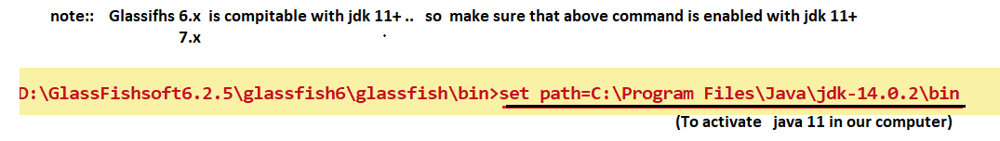 note:: Glassifhs 6.x is compitable with jdk 11+ .. so make sure that above command is enabled with jdk 11+
7.x
D:\GlassFishsoft6.2.5\glassfish6\glassfish\bin>set path=C:\Program Files\Java\jdk-14.0.2\bin
(To activate java 11 in our computer)